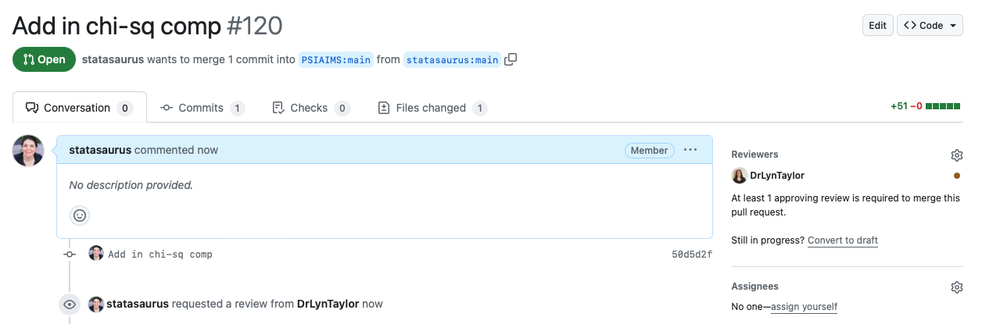 Add in chi-sq comp #120
Edit
Code
Open
statasaurus wants to merge 1 commit into PSIAIMS:main from statasaurus:main
Conversation 0
Commits 1
Checks 0
Files changed 1
+51 −0
statasaurus commented now
Member
No description provided.
Add in chi-sq comp
50d5d2f
statasaurus requested a review from DrLynTaylor now
Reviewers
DrLynTaylor
At least 1 approving review is required to merge this
pull request.
Still in progress? Convert to draft
Assignees
No one—assign yourself